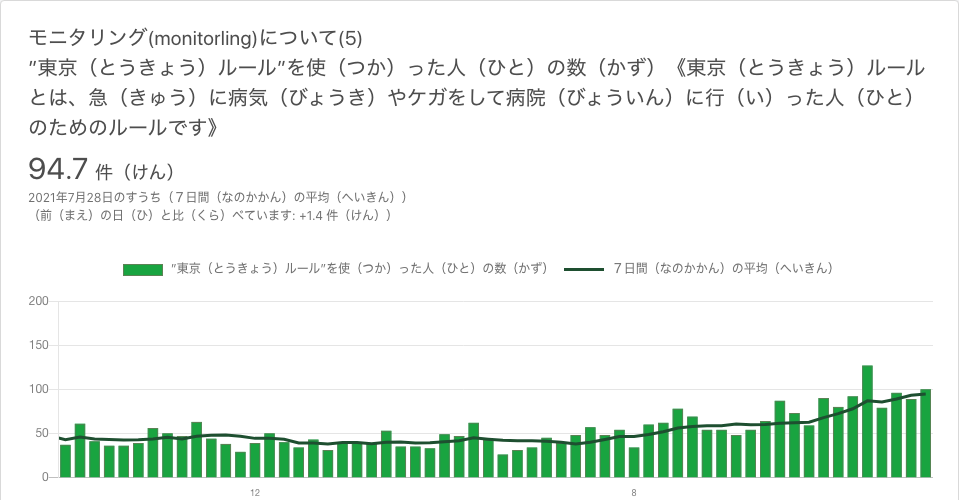 モニタリング(monitorling)について(5)
”東京（とうきょう）ルール”を使（つか）った人（ひと）の数（かず）《東京（とうきょう）ルール
とは、急（きゅう）に病気（びょうき）やケガをして病院（びょういん）に行（い）った人（ひと）
のためのルールです》
94.7 件（けん）
2021年7月28日のすうち（７日間（なのかかん）の平均（へいきん））
（前（まえ）の日（ひ）と比（くら）べています: +1.4 件（けん））
”東京（とうきょう）ルール”を使（つか）った人（ひと）の数（かず） ７日間（なのかかん）の平均（へいきん）
200
150
100
50
0
12 8